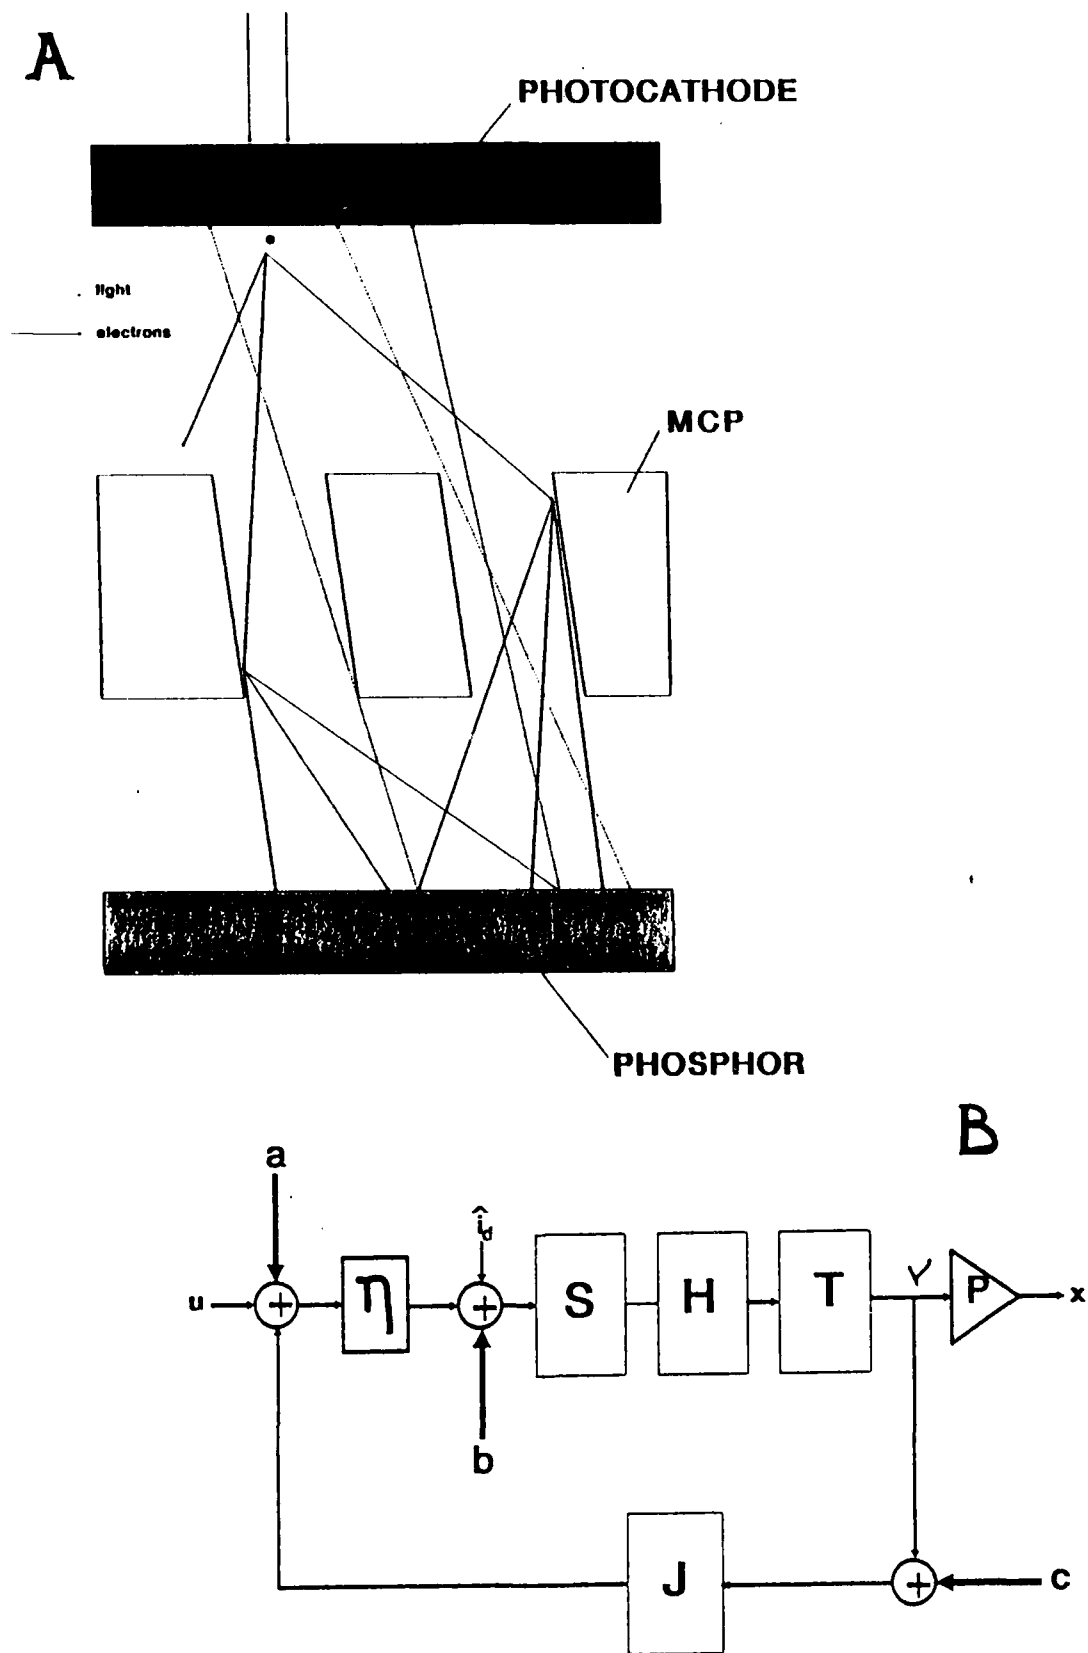 A
PHOTOCATHODE
e
light
electrons
MCP
PHOSPHOR
B
a
î_d
u
+
η
+
S
H
T
Y
P
x
b
J
+
c